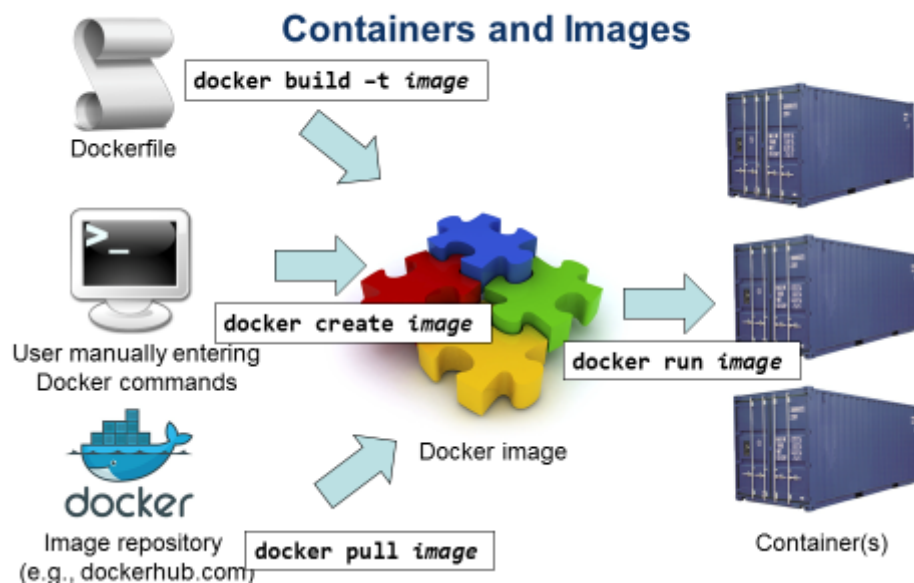 Containers and Images
docker build –t image
Dockerfile
>_
docker create image
User manually entering
Docker commands
docker run image
Docker image
docker
Image repository
(e.g., dockerhub.com)
docker pull image
Container(s)